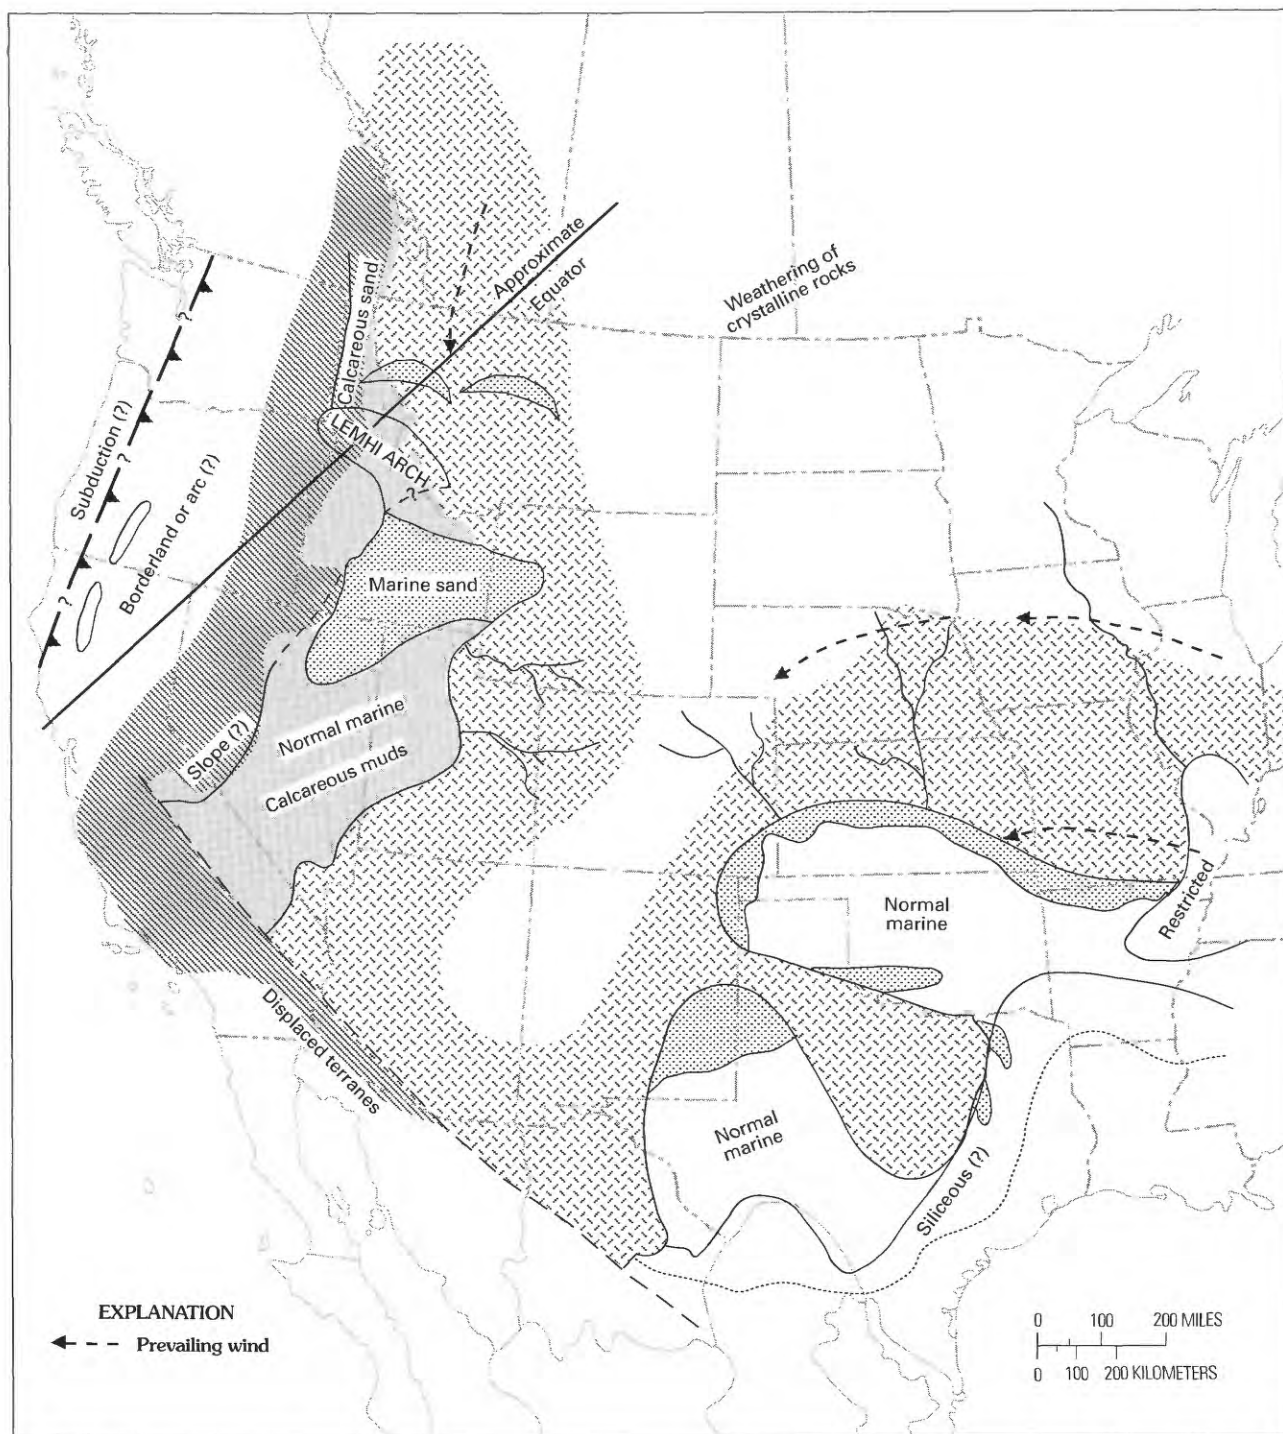 Approximate
Equator
Weathering of
crystalline rocks
Calcareous sand
LEMHI ARCH
?
?
?
?
Subduction (?)
Borderland or arc (?)
Marine sand
Slope (?)
Normal marine
Calcareous muds
Normal
marine
Restricted
Displaced terranes
Normal
marine
Siliceous (?)
EXPLANATION
Prevailing wind
0 100 200 MILES
0 100 200 KILOMETERS